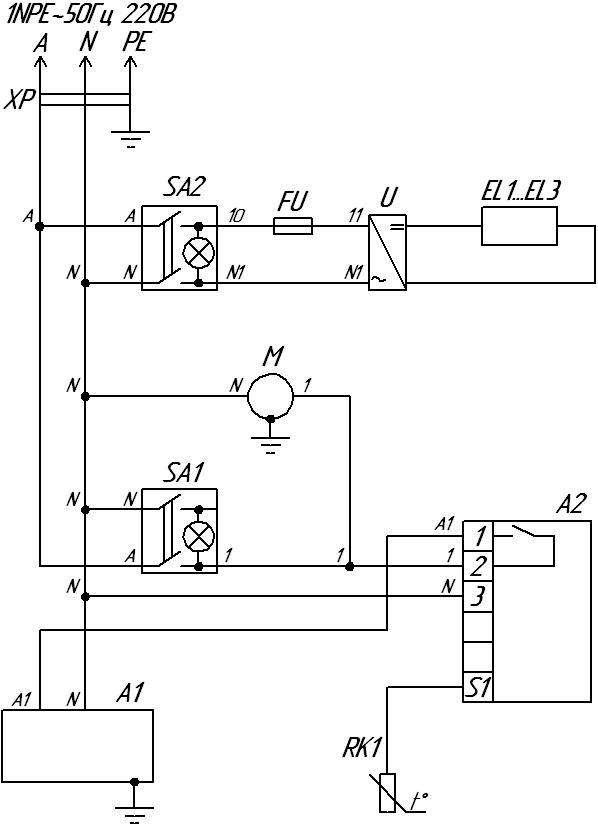 1NPE~50Гц 220В
A N PE
XP
SA2 FU U EL1...EL3
A A 10 11
N N N1 N1
M
N N 1
SA1
N N
A2
A1 1
A 1 1 1 2
N N 3
A1 N A1
S1
RK1
t°